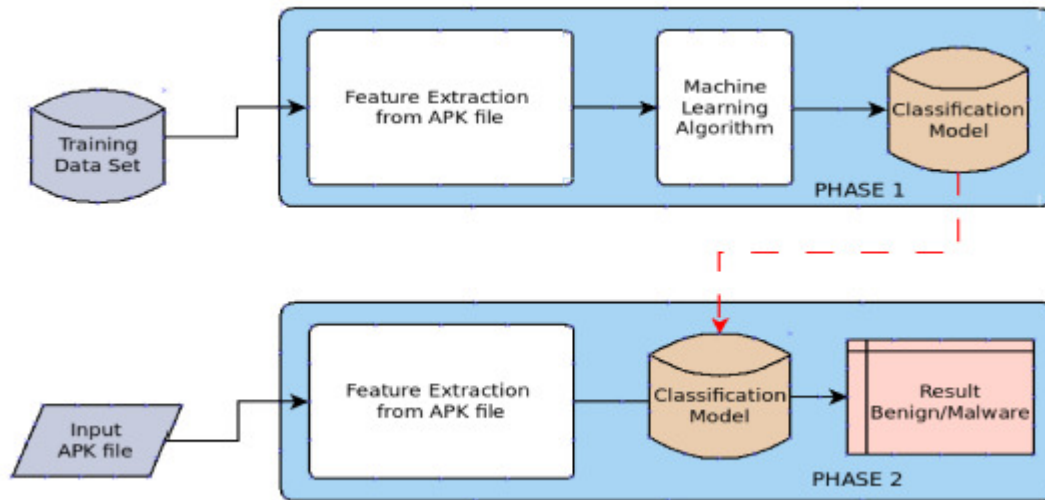 Training
Data Set
Feature Extraction
from APK file
Machine
Learning
Algorithm
Classification
Model
PHASE 1
Input
APK file
Feature Extraction
from APK file
Classification
Model
Result
Benign/Malware
PHASE 2